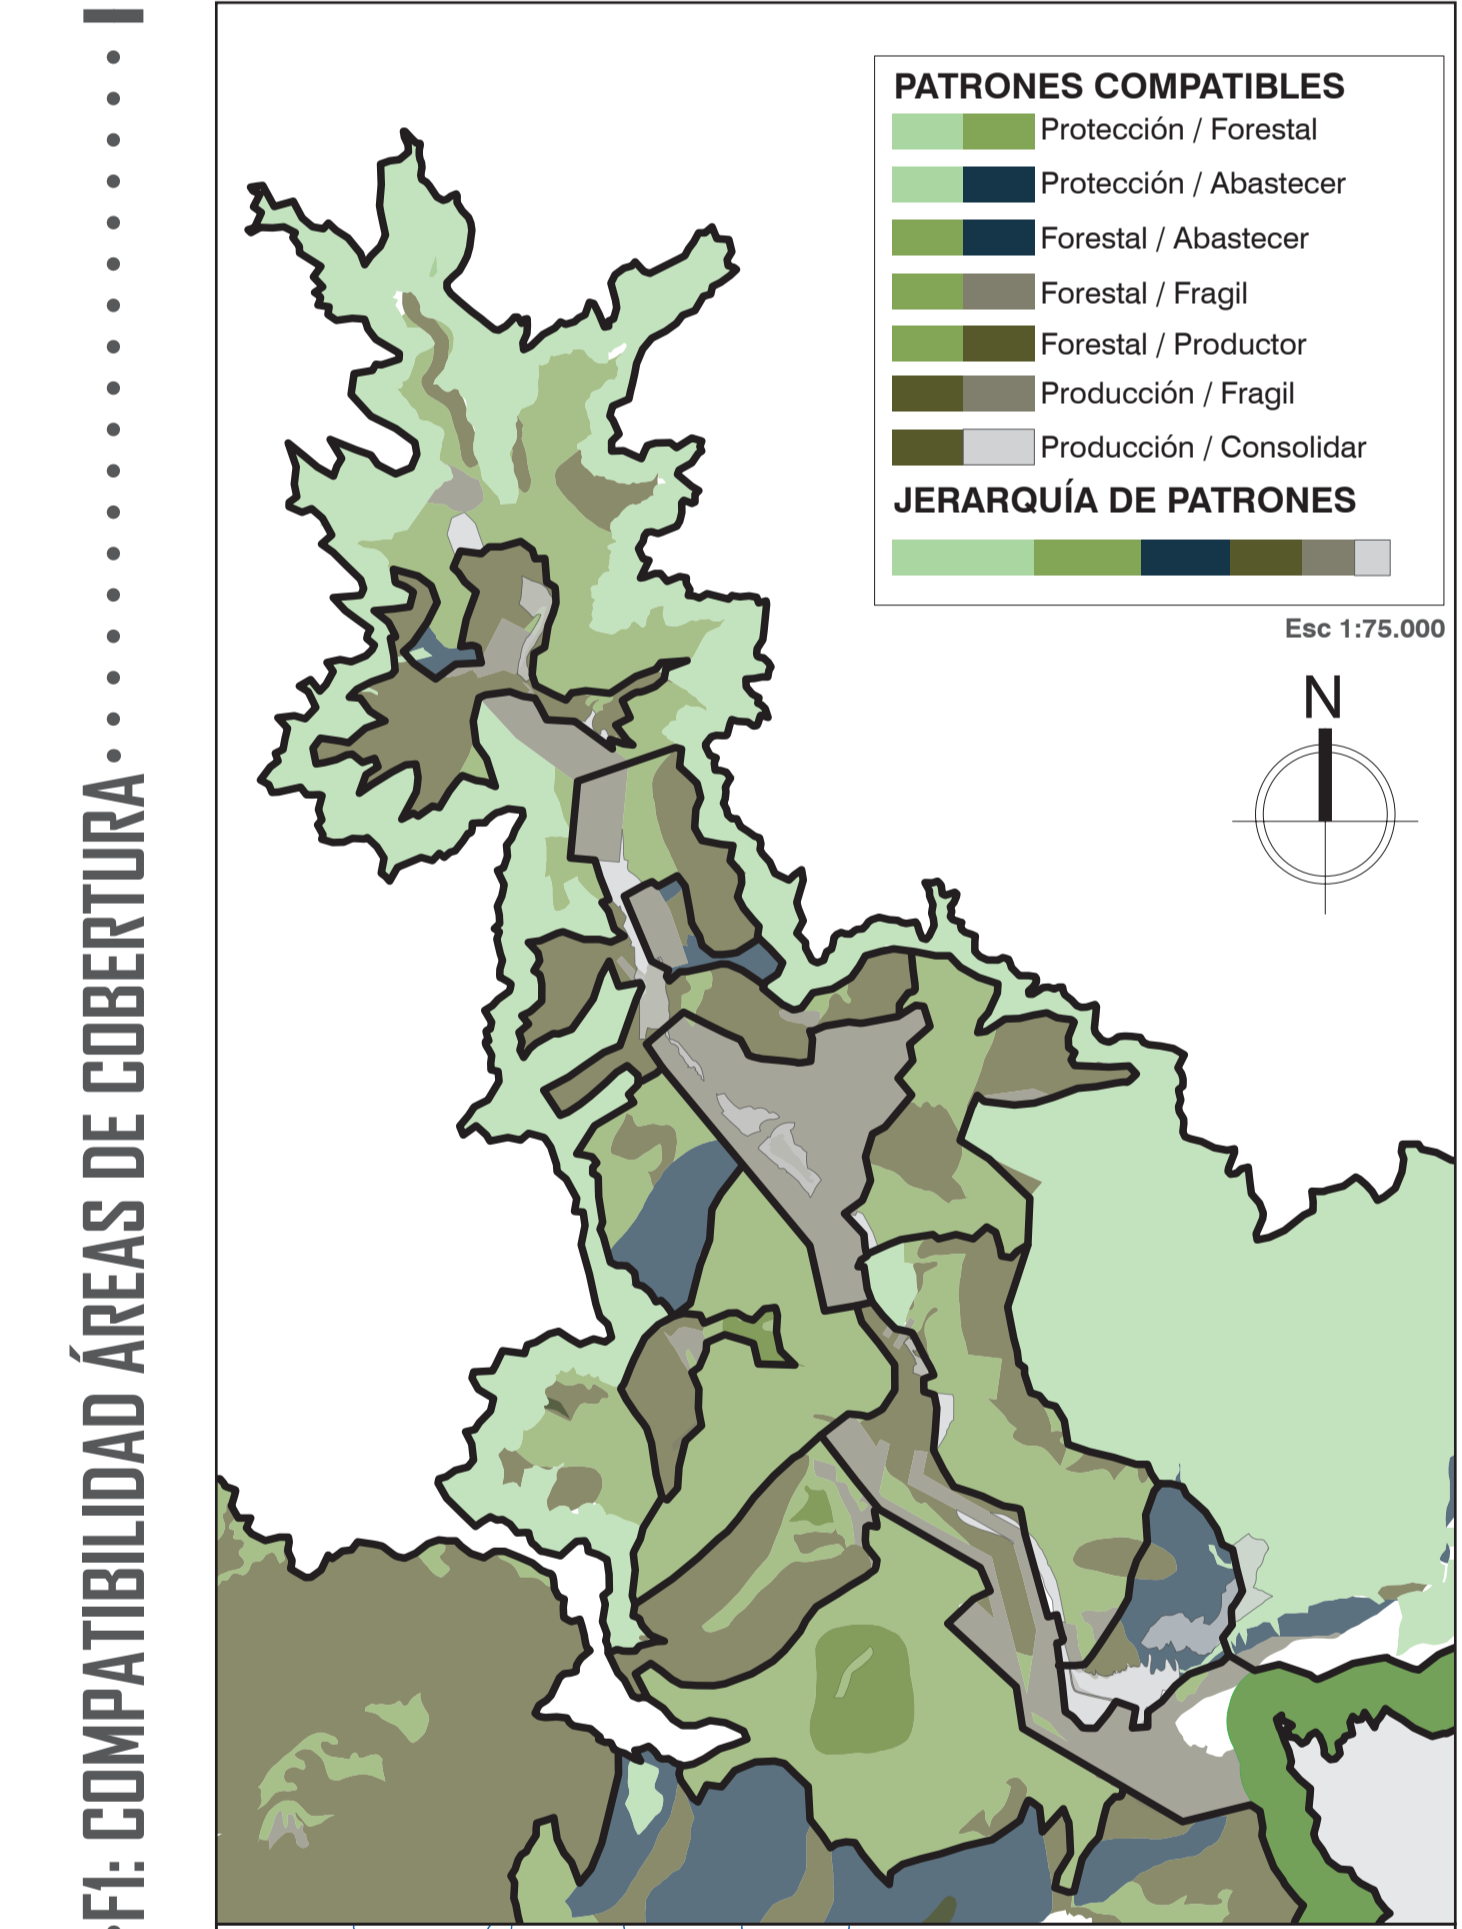 F1: COMPATIBILIDAD ÁREAS DE COBERTURA
PATRONES COMPATIBLES
Protección / Forestal
Protección / Abastecer
Forestal / Abastecer
Forestal / Fragil
Forestal / Productor
Producción / Fragil
Producción / Consolidar
JERARQUÍA DE PATRONES
Esc 1:75.000
N